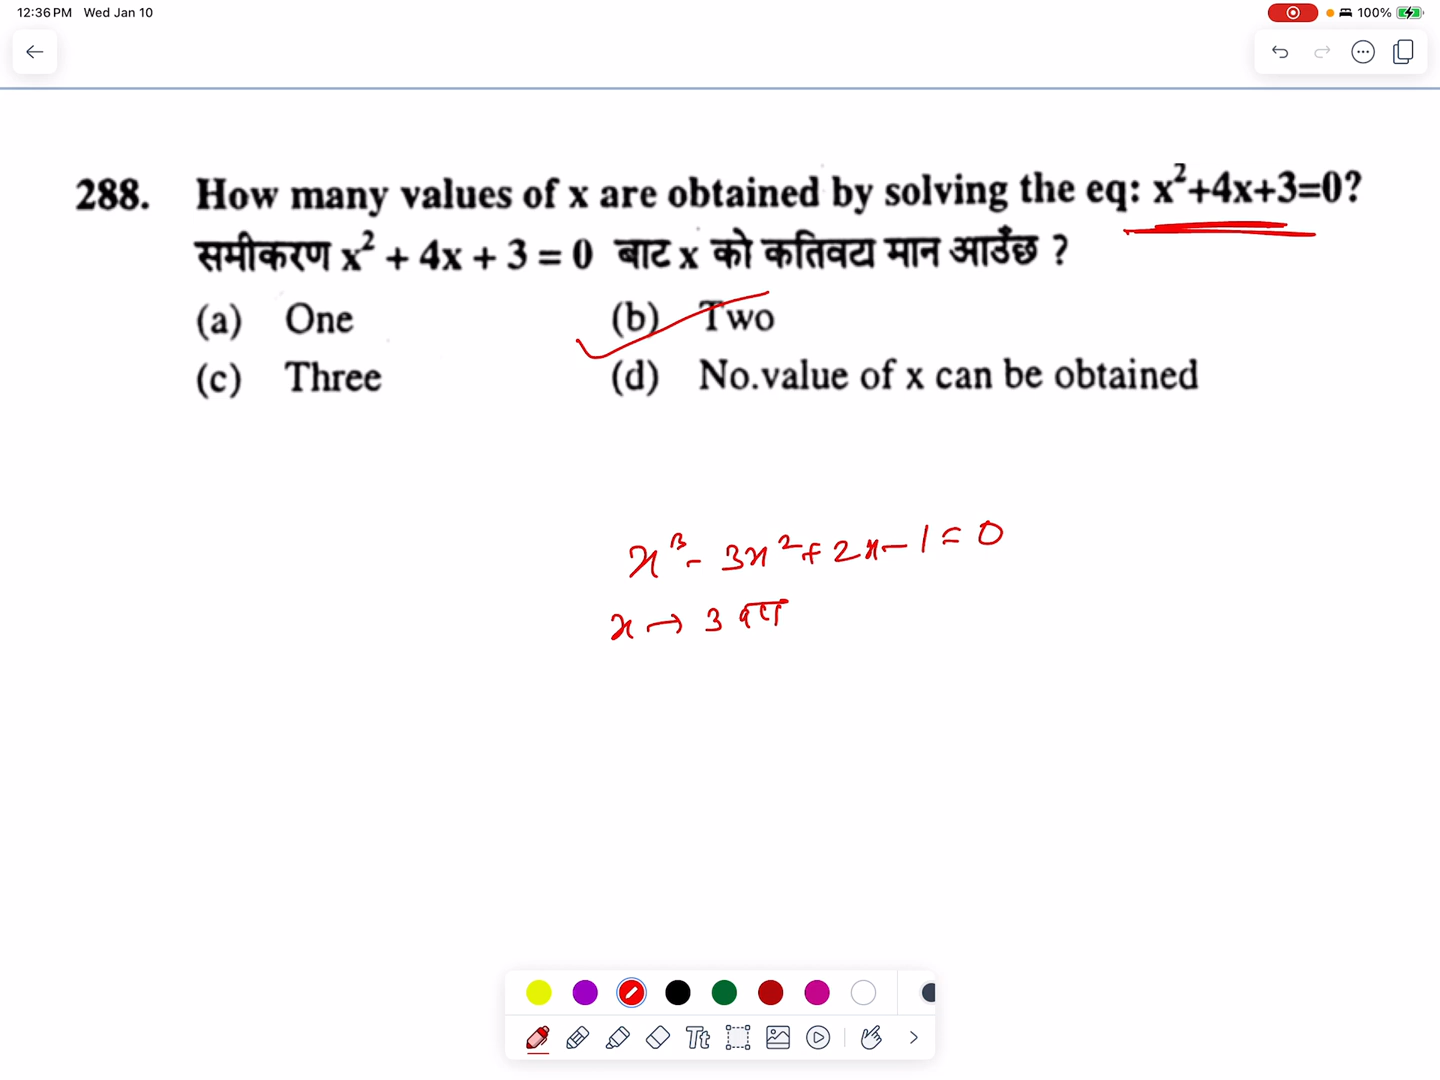 12:36 PM Wed Jan 10
100%
288. How many values of x are obtained by solving the eq: x²+4x+3=0?
समीकरण x² + 4x + 3 = 0 बाट x को कतिवटा मान आउँछ ?
(a) One (b) Two
(c) Three (d) No.value of x can be obtained
x³ - 3x² + 2x - 1 = 0
x → 3
Tt